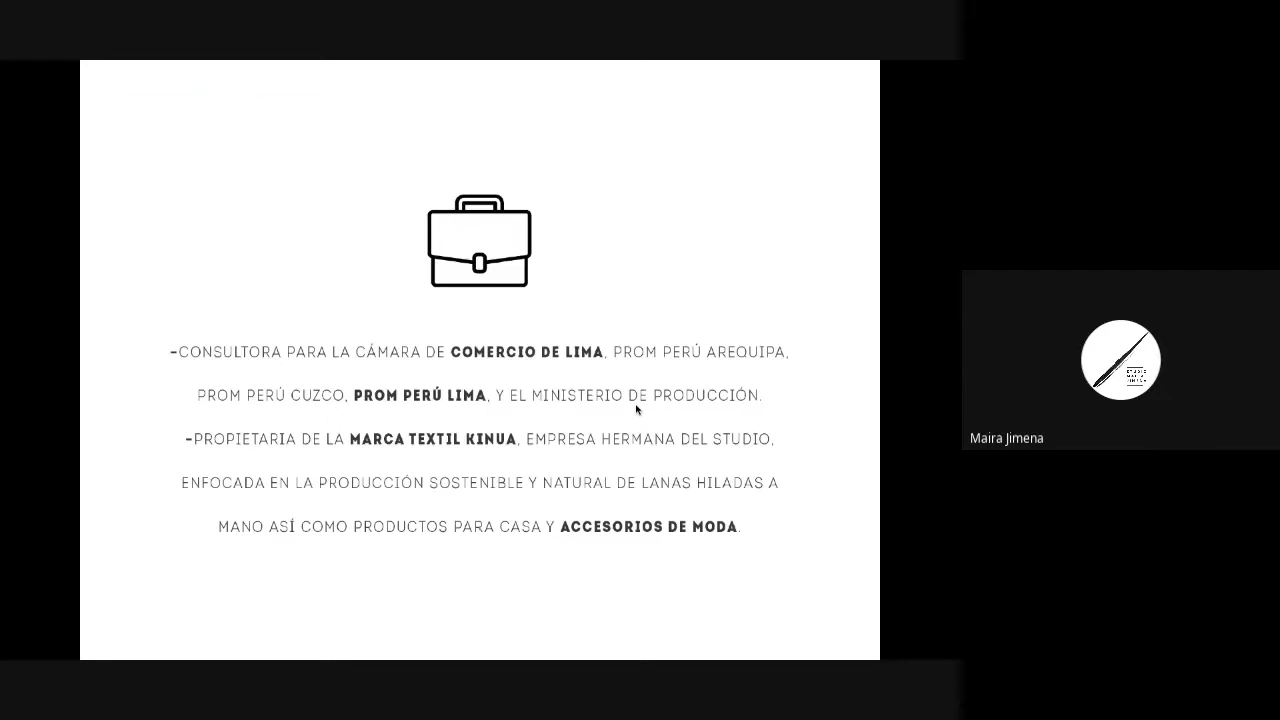 -CONSULTORA PARA LA CÁMARA DE COMERCIO DE LIMA, PROM PERÚ AREQUIPA,
PROM PERÚ CUZCO, PROM PERÚ LIMA, Y EL MINISTERIO DE PRODUCCIÓN.
-PROPIETARIA DE LA MARCA TEXTIL KINUA, EMPRESA HERMANA DEL STUDIO,
ENFOCADA EN LA PRODUCCIÓN SOSTENIBLE Y NATURAL DE LANAS HILADAS A
MANO ASÍ COMO PRODUCTOS PARA CASA Y ACCESORIOS DE MODA.
Maira Jimena